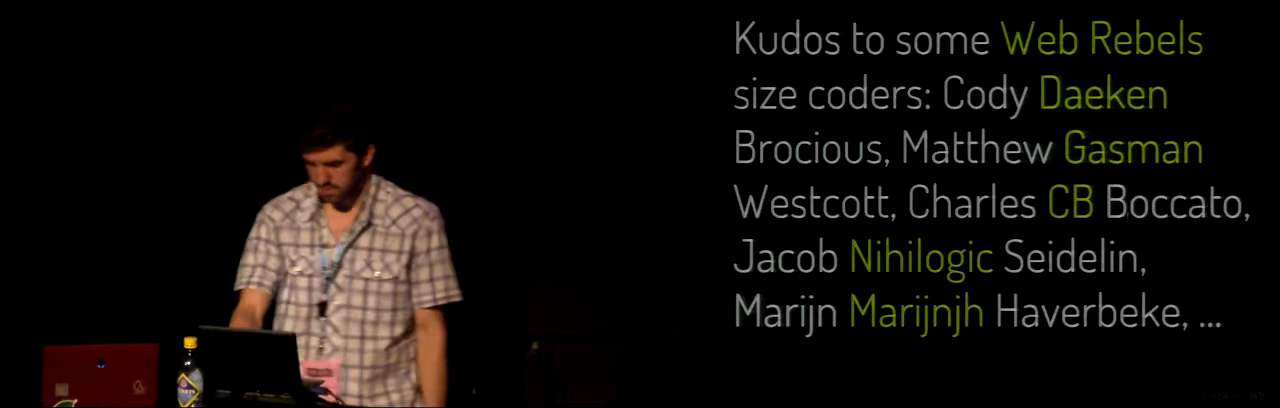 Kudos to some Web Rebels
size coders: Cody Daeken
Brocious, Matthew Gasman
Westcott, Charles CB Boccato,
Jacob Nihilogic Seidelin,
Marijn Marijnjh Haverbeke, ...